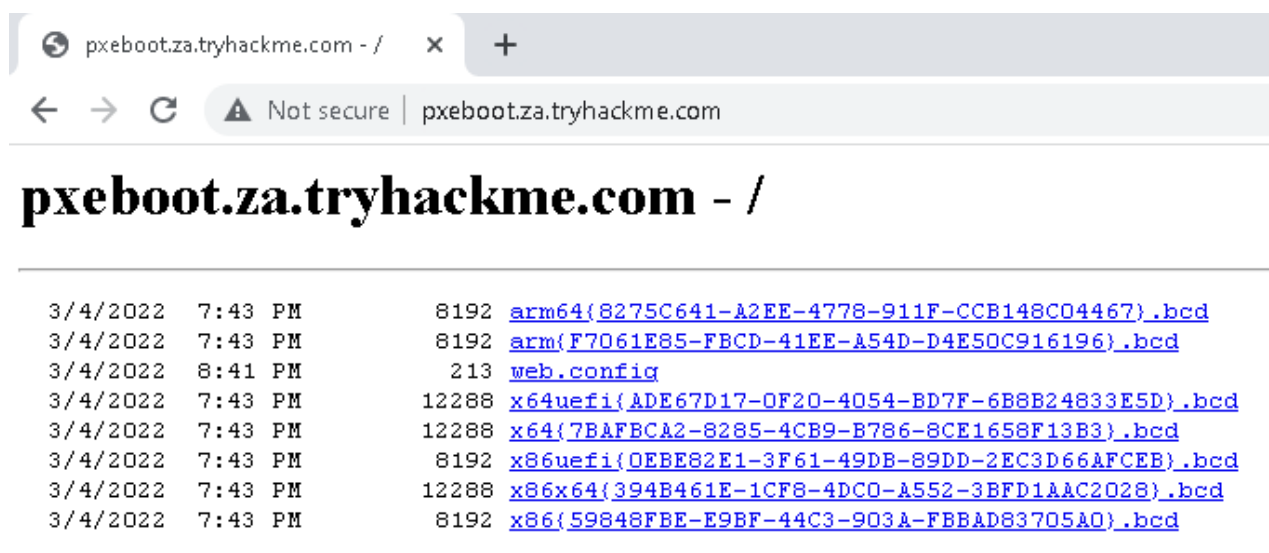 pxeboot.za.tryhackme.com - /
Not secure | pxeboot.za.tryhackme.com
pxeboot.za.tryhackme.com - /
3/4/2022 7:43 PM 8192 arm64{8275C641-A2EE-4778-911F-CCB148C04467}.bcd
3/4/2022 7:43 PM 8192 arm{F7061E85-FBCD-41EE-A54D-D4E50C916196}.bcd
3/4/2022 8:41 PM 213 web.config
3/4/2022 7:43 PM 12288 x64uefi{ADE67D17-0F20-4054-BD7F-6B8B24833E5D}.bcd
3/4/2022 7:43 PM 12288 x64{7BAFBCA2-8285-4CB9-B786-8CE1658F13B3}.bcd
3/4/2022 7:43 PM 8192 x86uefi{0EBE82E1-3F61-49DB-89DD-2EC3D66AFCEB}.bcd
3/4/2022 7:43 PM 12288 x86x64{394B461E-1CF8-4DC0-A552-3BFD1AAC2028}.bcd
3/4/2022 7:43 PM 8192 x86{59848FBE-E9BF-44C3-903A-FBBAD83705A0}.bcd